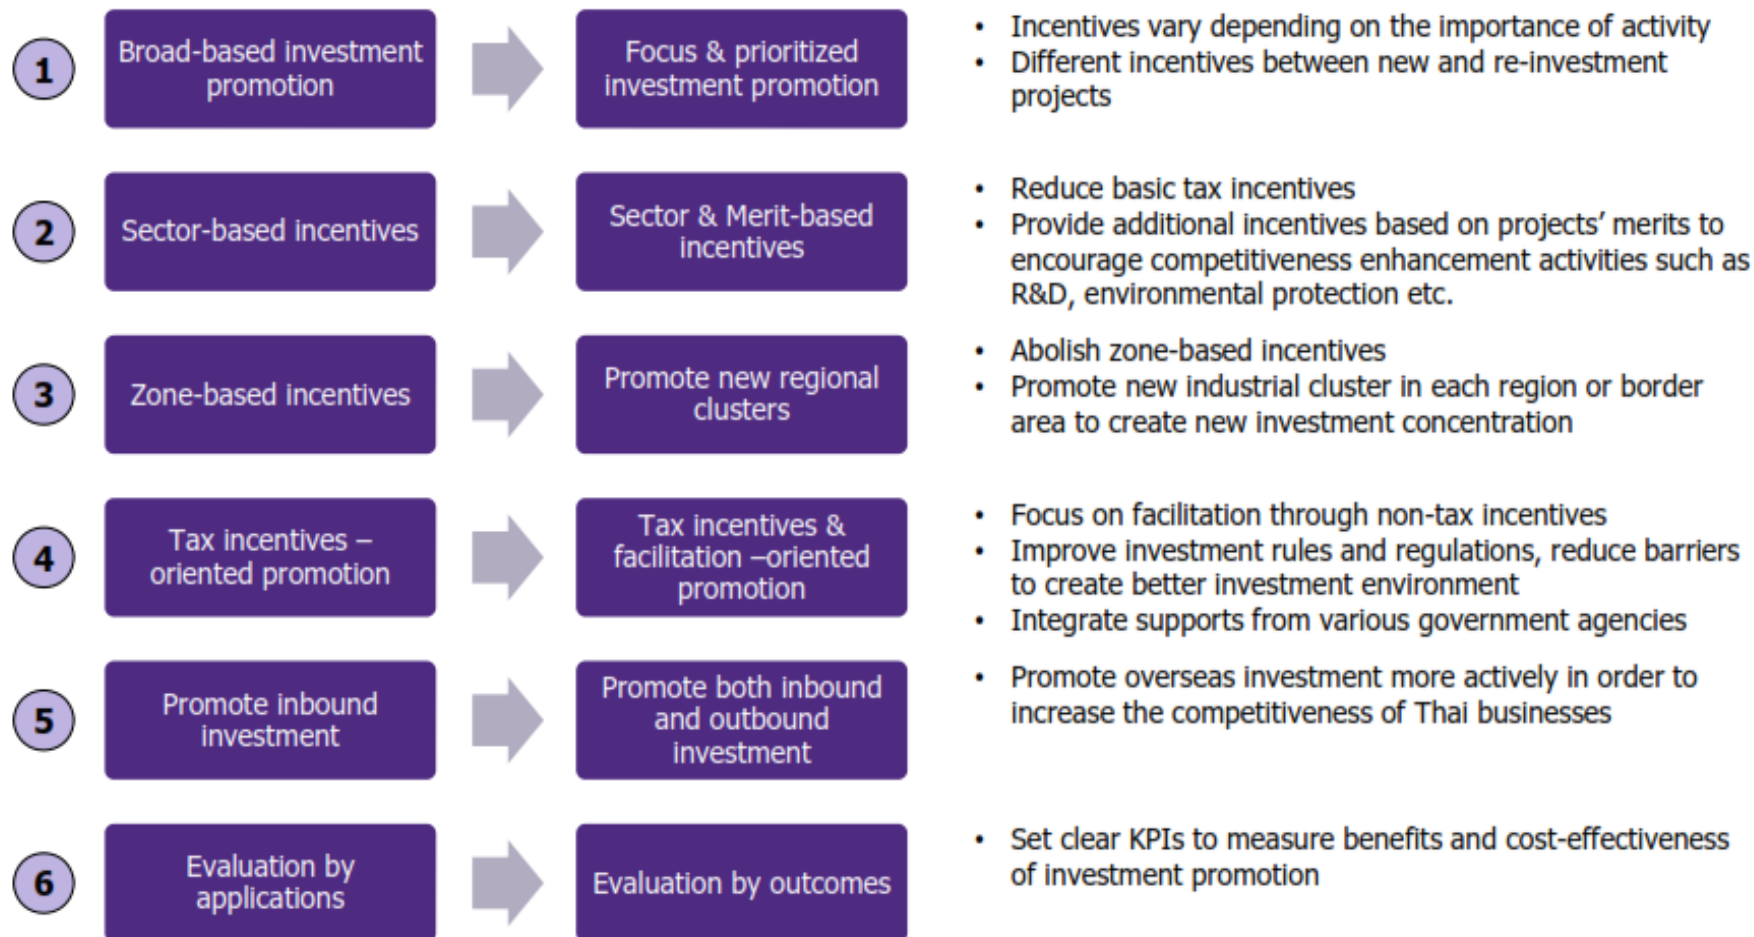 1
Broad-based investment
promotion
Focus & prioritized
investment promotion
• Incentives vary depending on the importance of activity
• Different incentives between new and re-investment
projects
2
Sector-based incentives
Sector & Merit-based
incentives
• Reduce basic tax incentives
• Provide additional incentives based on projects’ merits to
encourage competitiveness enhancement activities such as
R&D, environmental protection etc.
3
Zone-based incentives
Promote new regional
clusters
• Abolish zone-based incentives
• Promote new industrial cluster in each region or border
area to create new investment concentration
4
Tax incentives –
oriented promotion
Tax incentives &
facilitation –oriented
promotion
• Focus on facilitation through non-tax incentives
• Improve investment rules and regulations, reduce barriers
to create better investment environment
• Integrate supports from various government agencies
5
Promote inbound
investment
Promote both inbound
and outbound
investment
• Promote overseas investment more actively in order to
increase the competitiveness of Thai businesses
6
Evaluation by
applications
Evaluation by outcomes
• Set clear KPIs to measure benefits and cost-effectiveness
of investment promotion